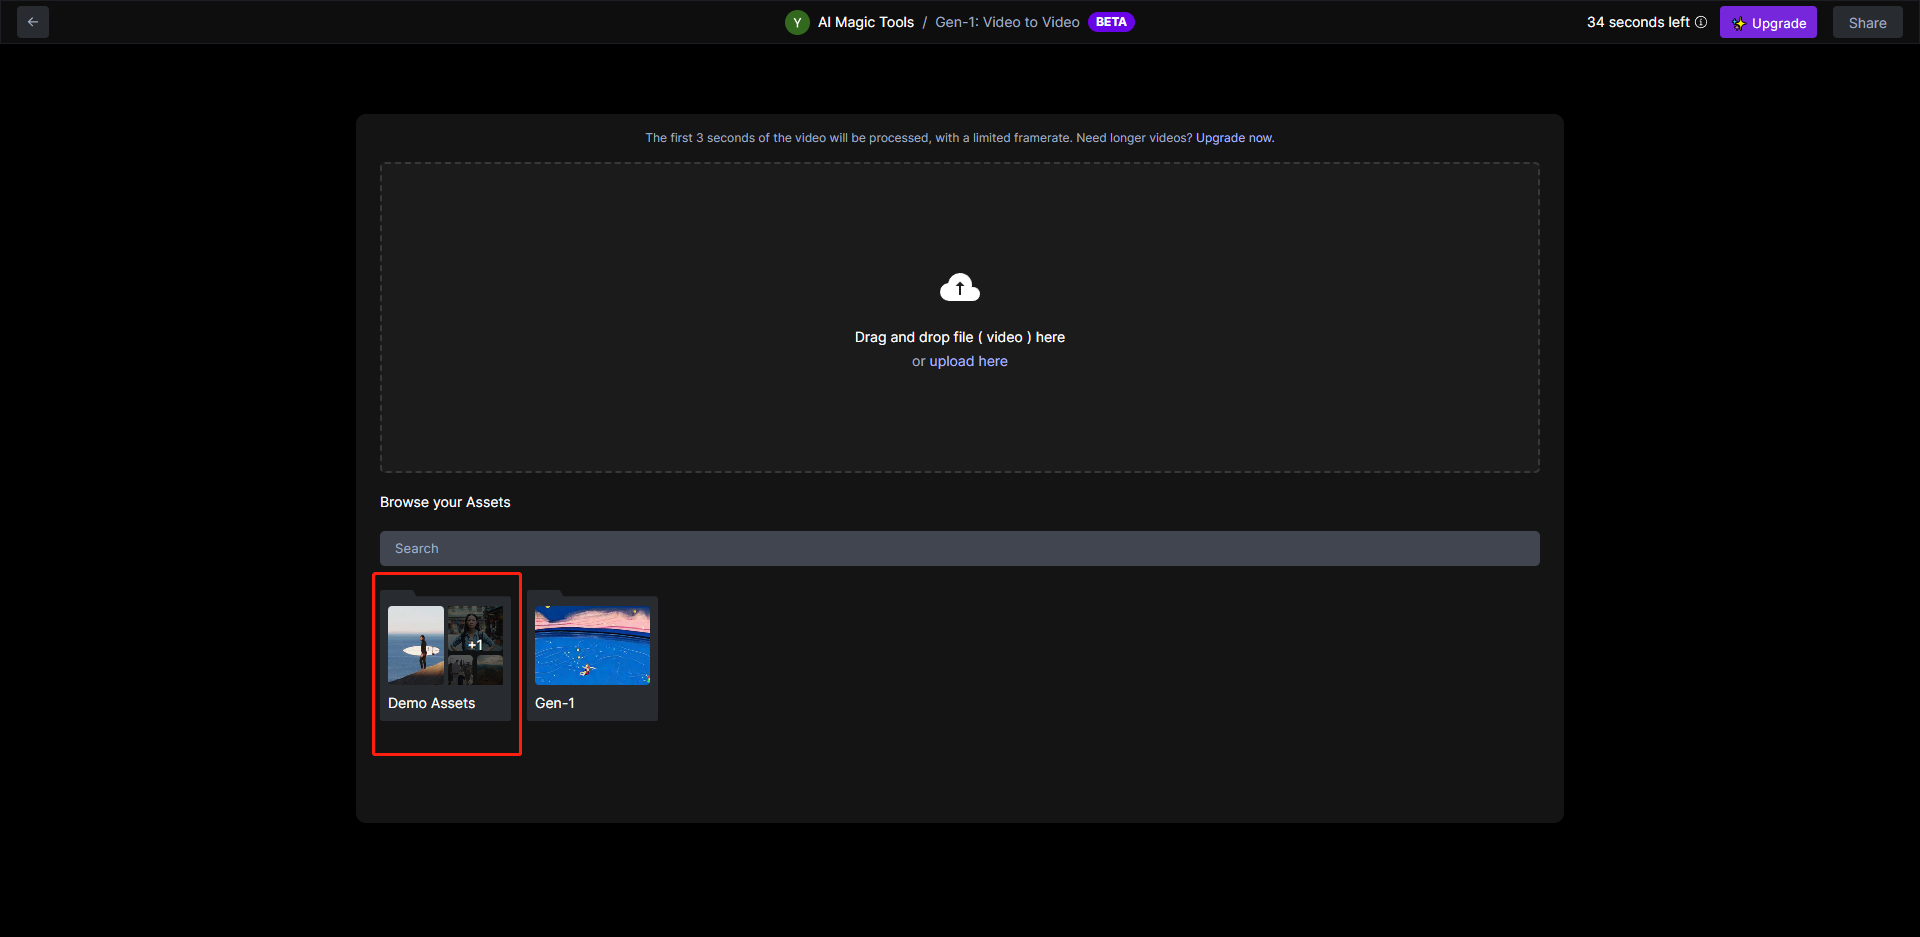 Y AI Magic Tools / Gen-1: Video to Video BETA 34 seconds left Upgrade Share
The first 3 seconds of the video will be processed, with a limited framerate. Need longer videos? Upgrade now.
Drag and drop file ( video ) here
or upload here
Browse your Assets
Search
+1
Demo Assets Gen-1